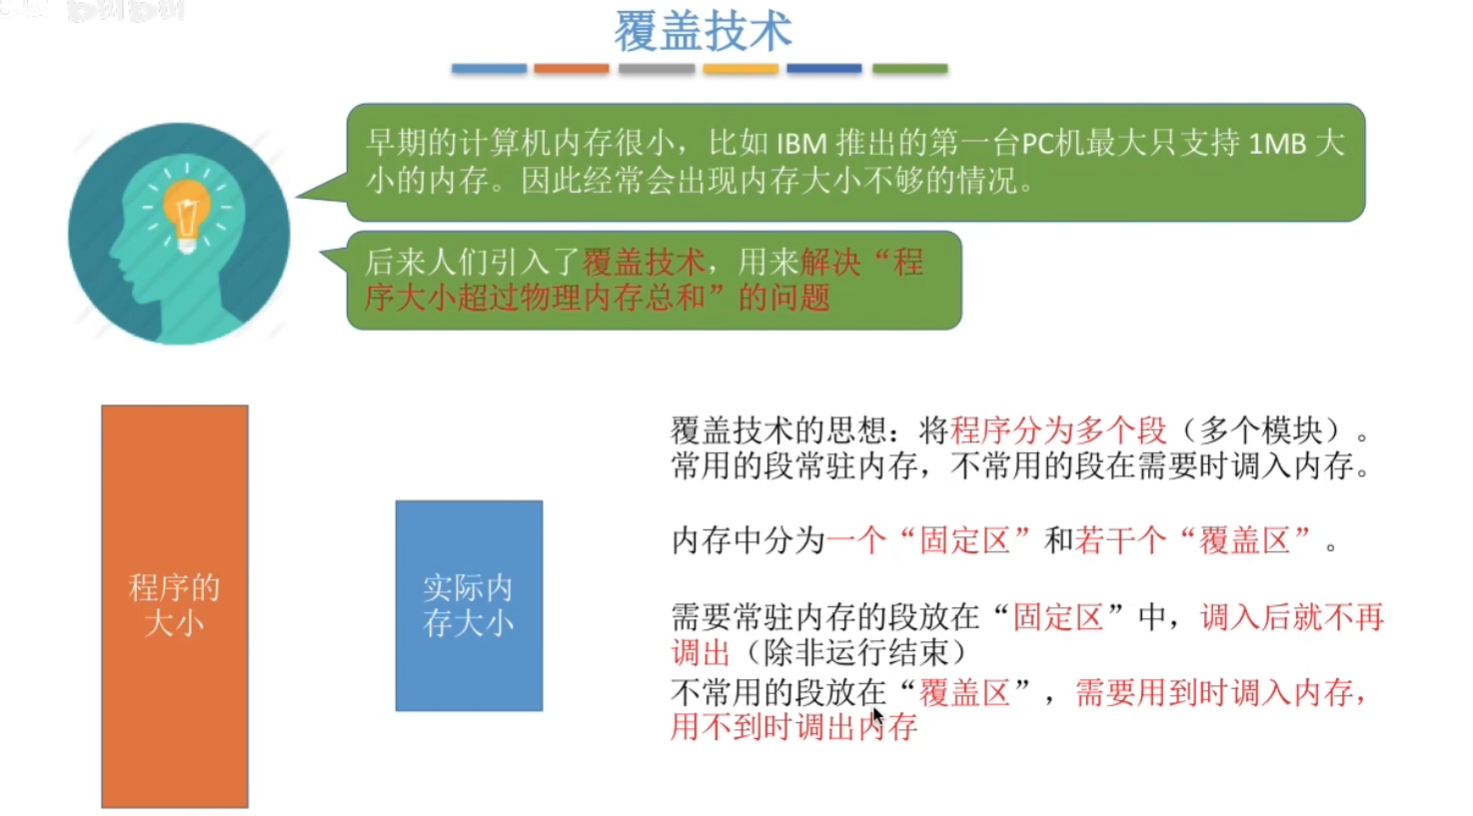 覆盖技术
早期的计算机内存很小，比如 IBM 推出的第一台PC机最大只支持 1MB 大
小的内存。因此经常会出现内存大小不够的情况。
后来人们引入了覆盖技术，用来解决“程
序大小超过物理内存总和”的问题
程序的
大小
实际内
存大小
覆盖技术的思想：将程序分为多个段（多个模块）。
常用的段常驻内存，不常用的段在需要时调入内存。
内存中分为一个“固定区”和若干个“覆盖区”。
需要常驻内存的段放在“固定区”中，调入后就不再
调出（除非运行结束）
不常用的段放在“覆盖区”，需要用到时调入内存，
用不到时调出内存